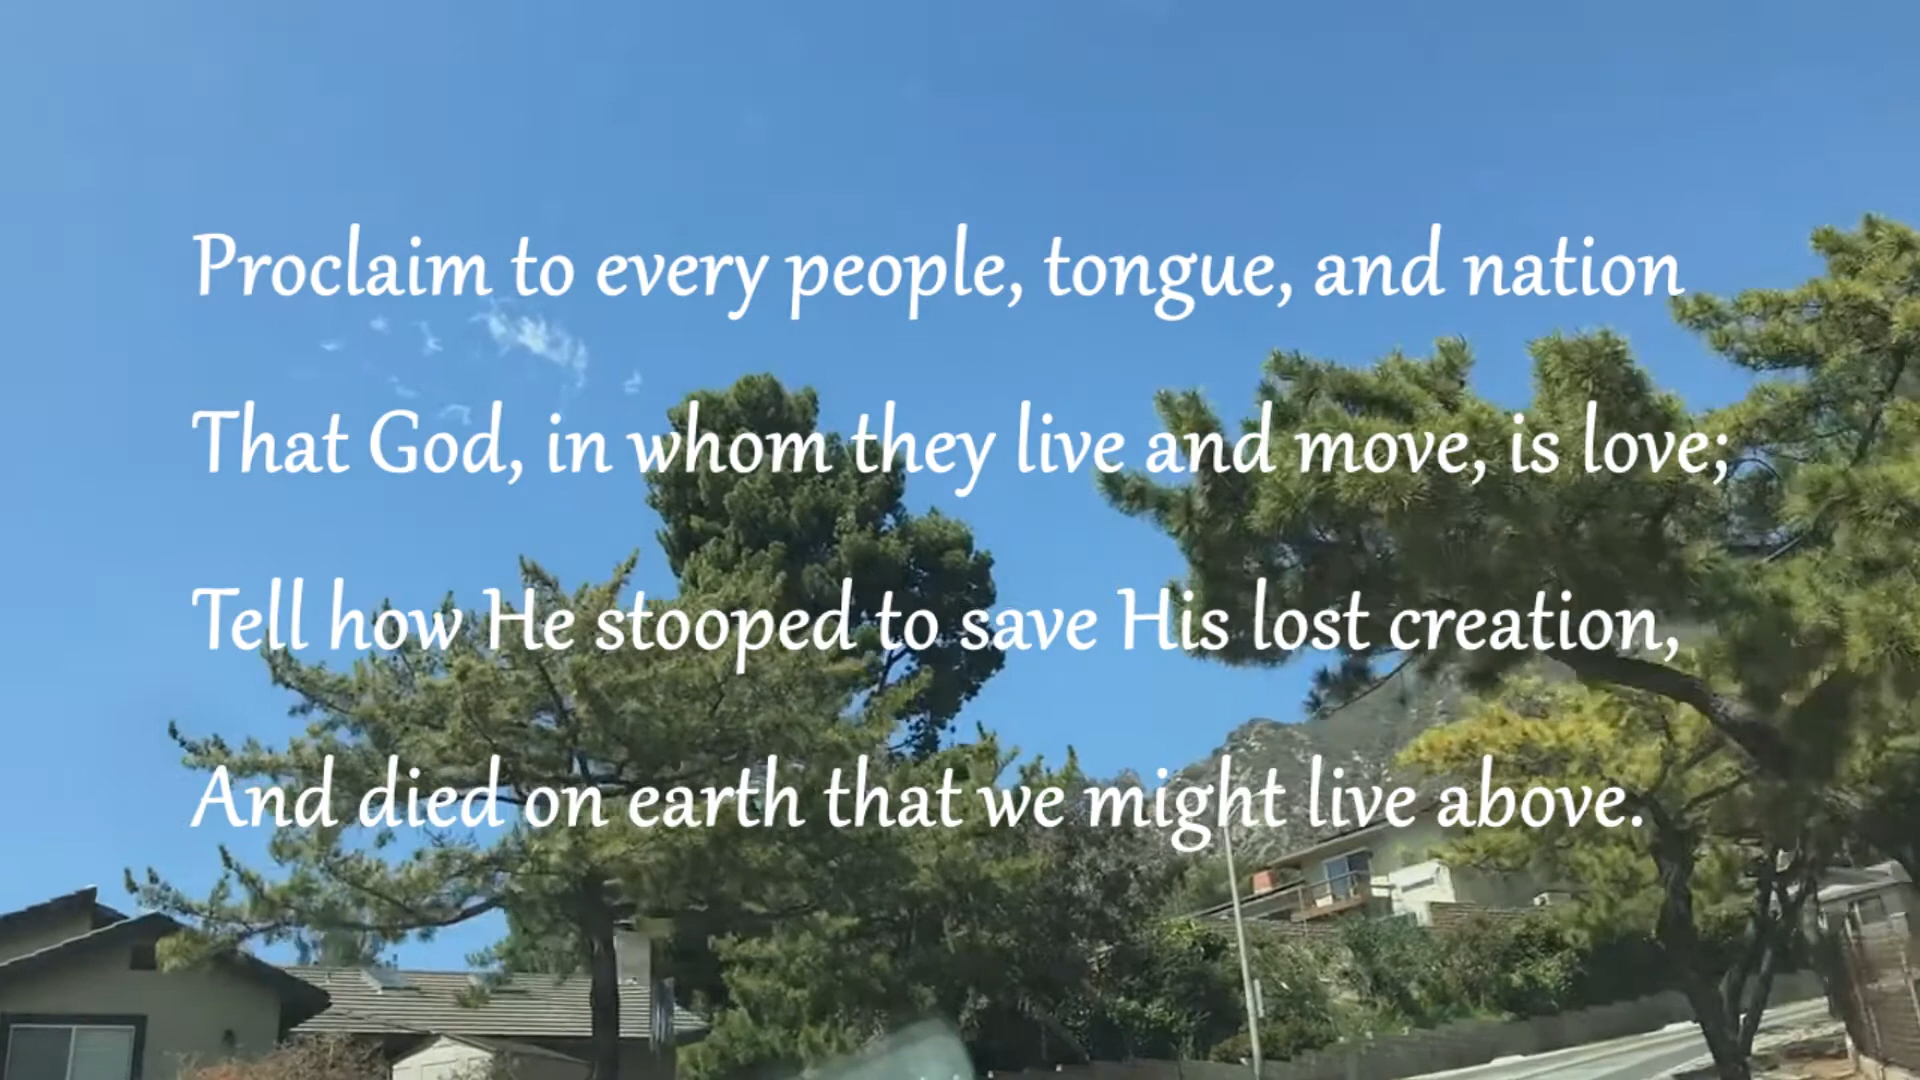 Proclaim to every people, tongue, and nation
That God, in whom they live and move, is love;
Tell how He stooped to save His lost creation,
And died on earth that we might live above.